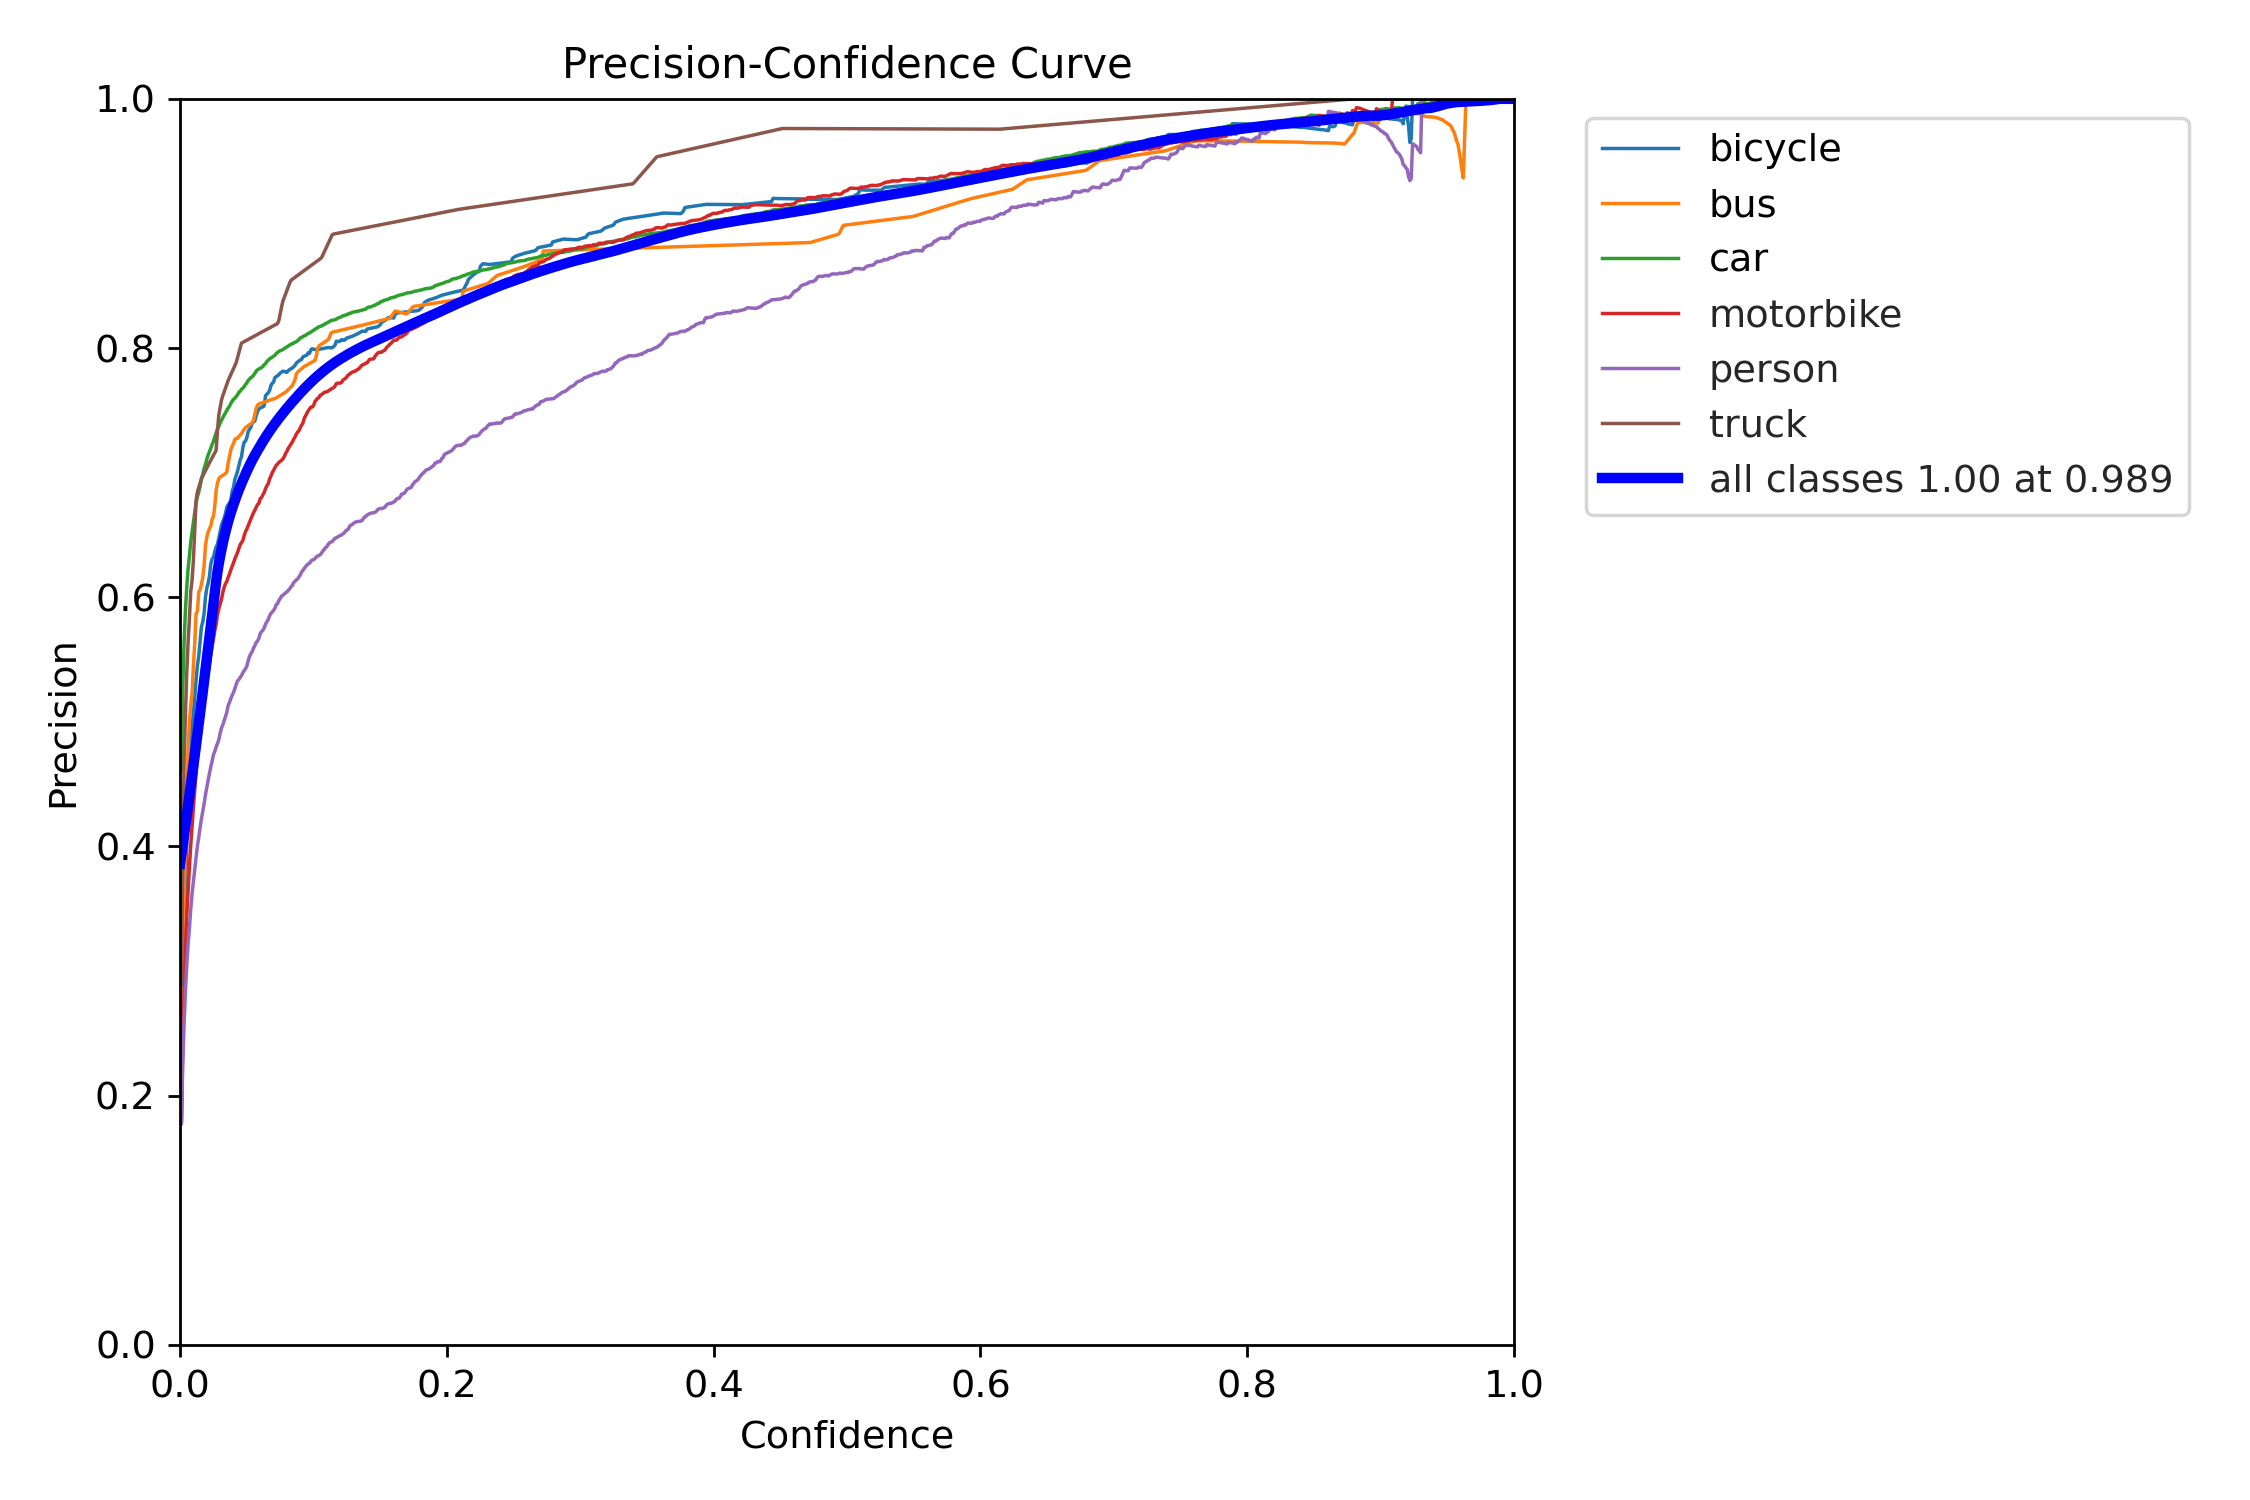 Precision-Confidence Curve
1.0
0.8
0.6
0.4
0.2
0.0
Precision
0.0 0.2 0.4 0.6 0.8 1.0
Confidence
bicycle
bus
car
motorbike
person
truck
all classes 1.00 at 0.989